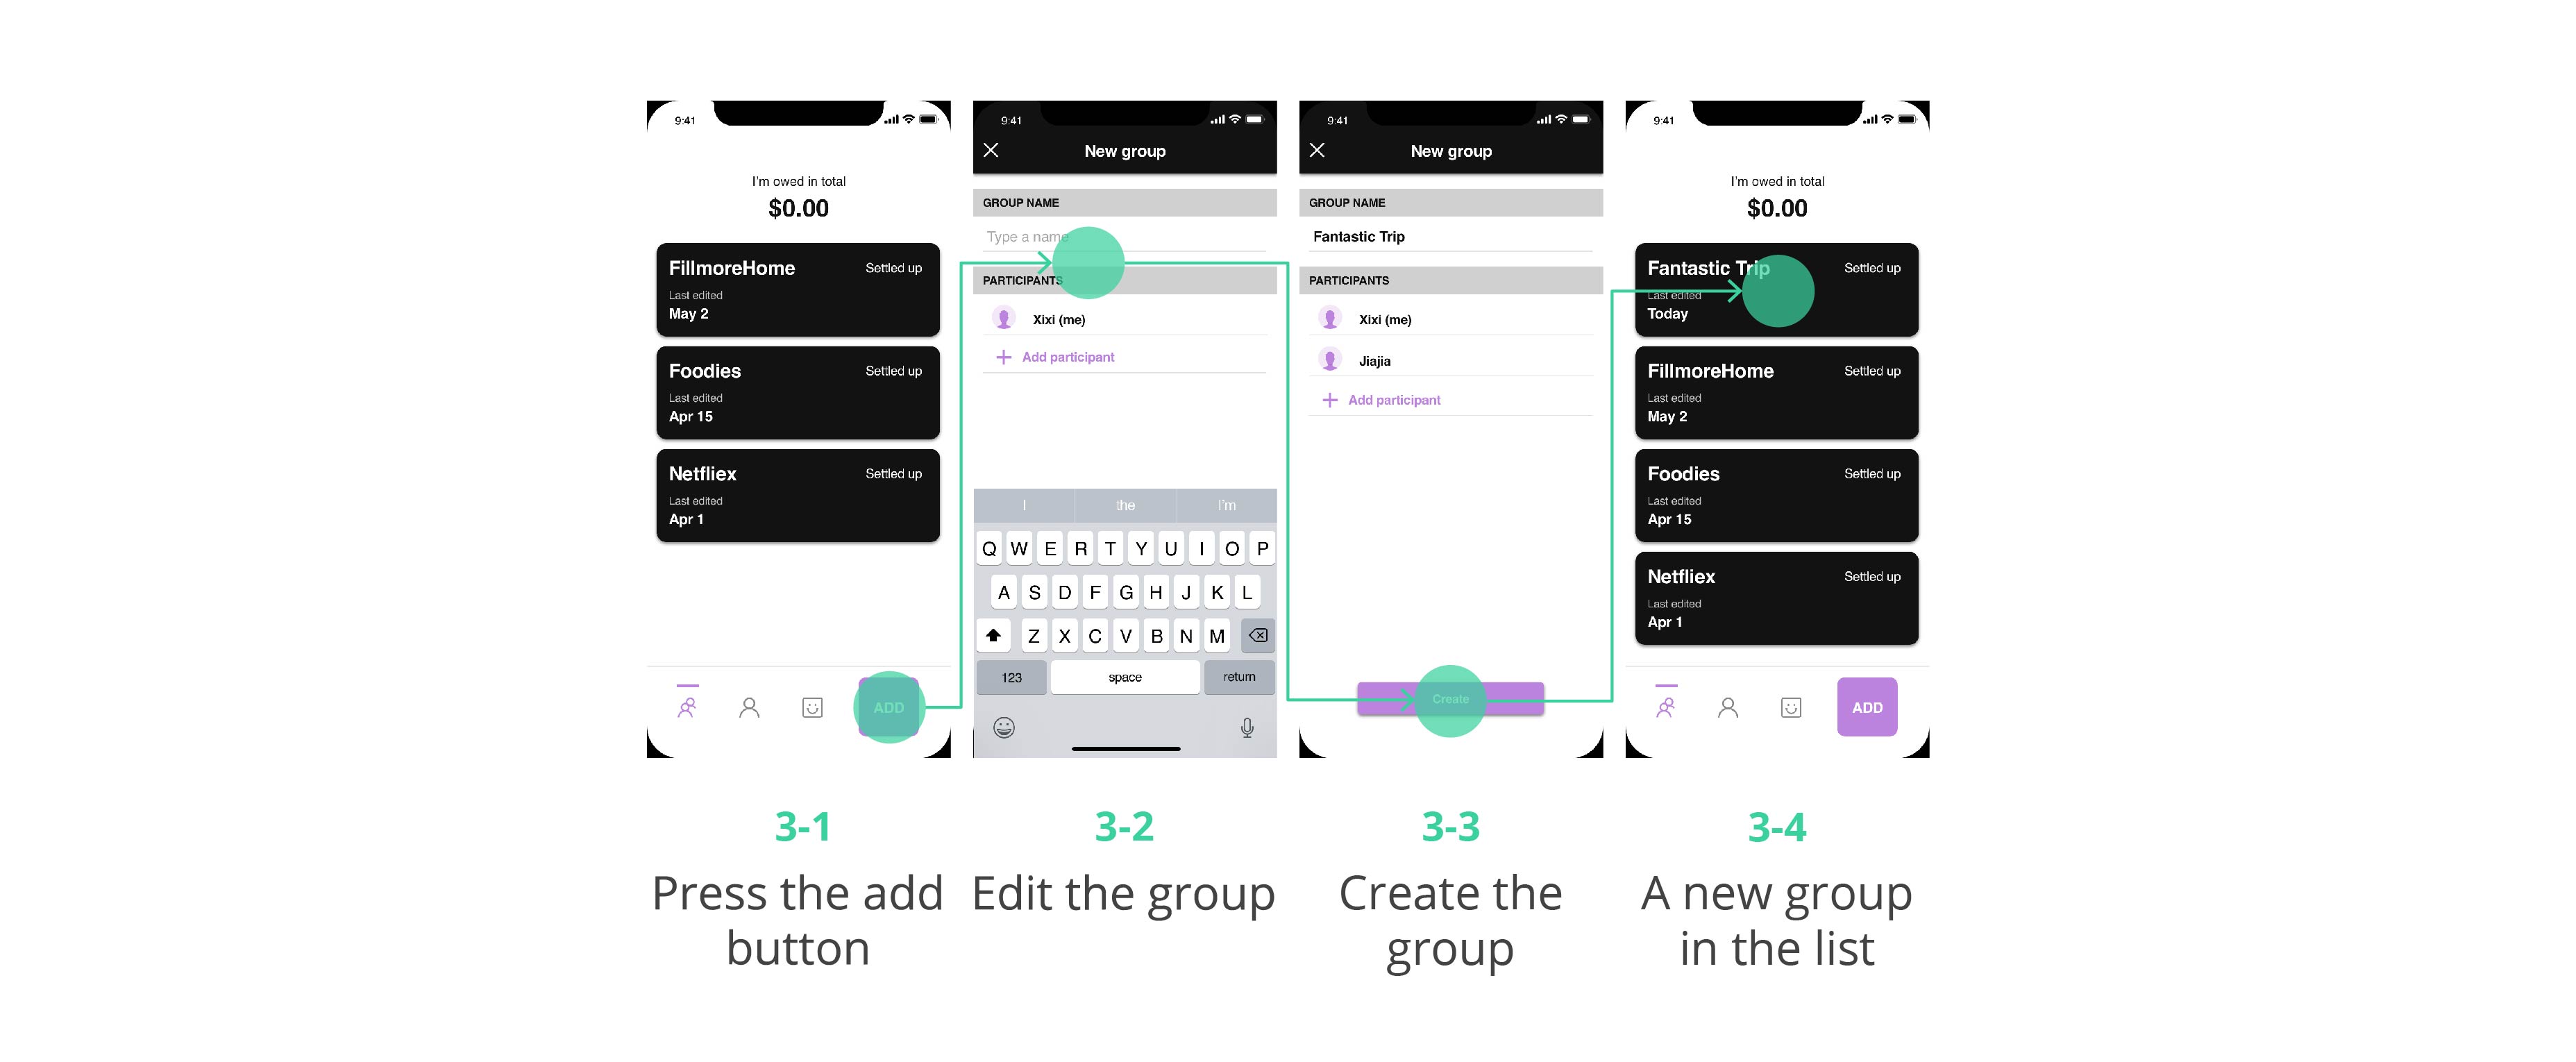 9:41
I'm owed in total
$0.00
FillmoreHome
Settled up
Last edited
May 2
Foodies
Settled up
Last edited
Apr 15
Netfliex
Settled up
Last edited
Apr 1
ADD
9:41
New group
GROUP NAME
Type a name
PARTICIPANTS
Xixi (me)
+ Add participant
I the I'm
Q W E R T Y U I O P
A S D F G H J K L
Z X C V B N M
123 space return
9:41
New group
GROUP NAME
Fantastic Trip
PARTICIPANTS
Xixi (me)
Jiajia
+ Add participant
Create
9:41
I'm owed in total
$0.00
Fantastic Trip
Settled up
Last edited
Today
FillmoreHome
Settled up
Last edited
May 2
Foodies
Settled up
Last edited
Apr 15
Netfliex
Settled up
Last edited
Apr 1
ADD
3-1
Press the add
button
3-2
Edit the group
3-3
Create the
group
3-4
A new group
in the list